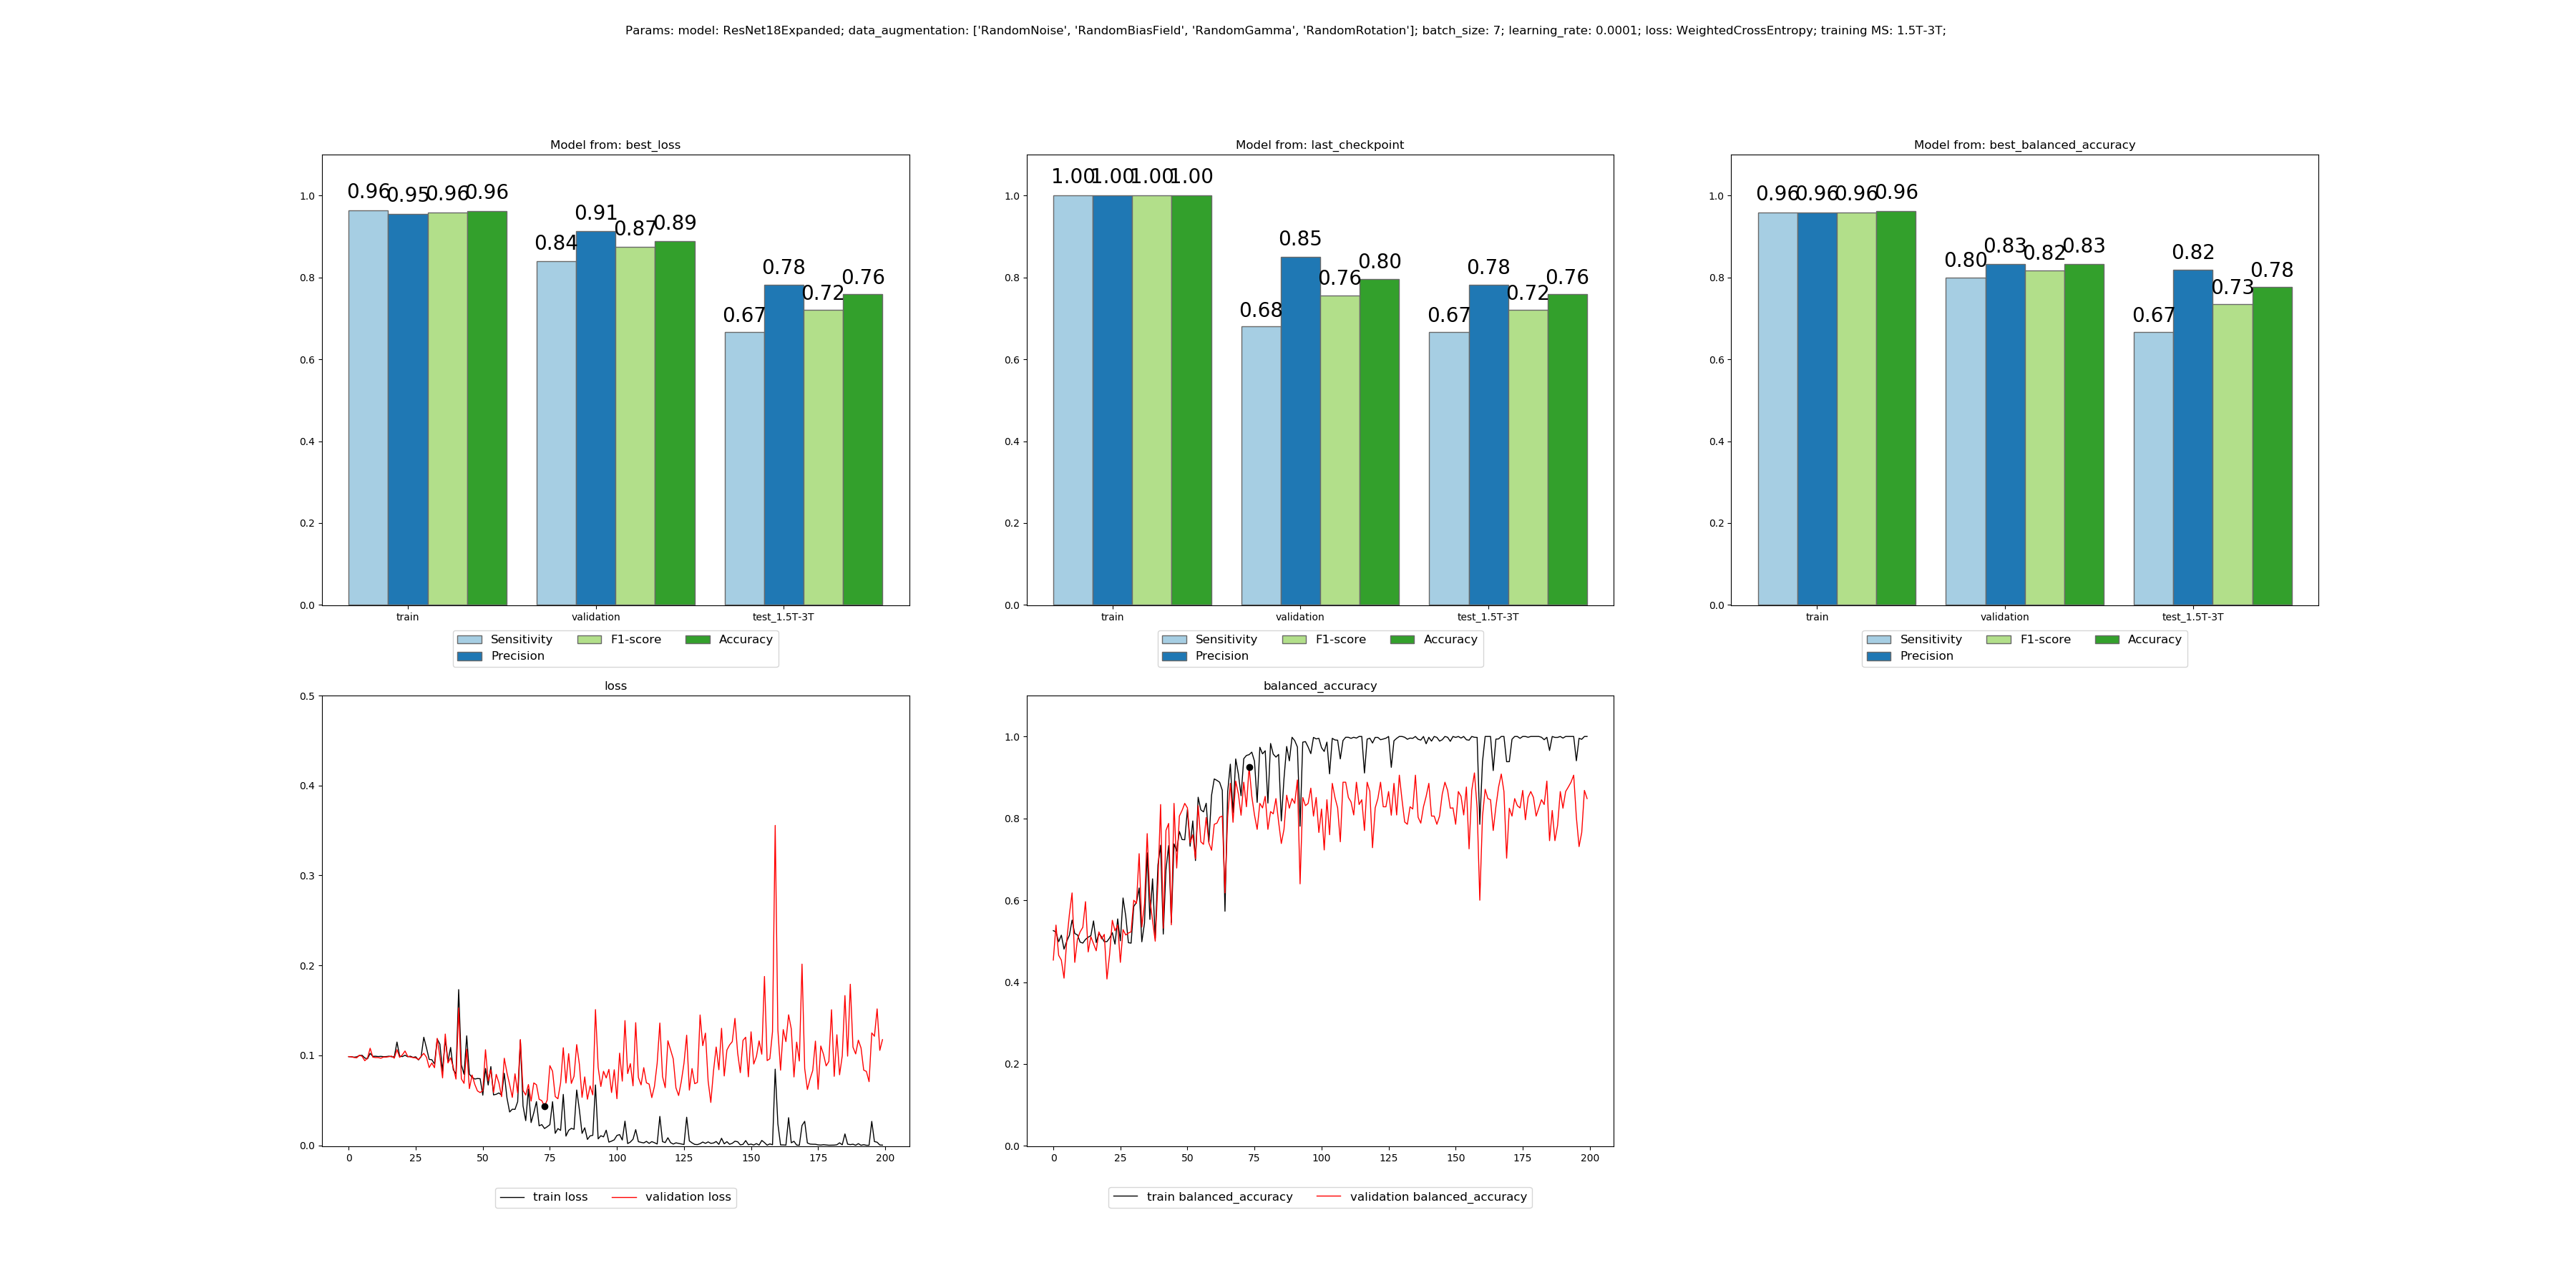 Params: model: ResNet18Expanded; data_augmentation: ['RandomNoise', 'RandomBiasField', 'RandomGamma', 'RandomRotation']; batch_size: 7; learning_rate: 0.0001; loss: WeightedCrossEntropy; training MS: 1.5T-3T;
Model from: best_loss
1.0
0.8
0.6
0.4
0.2
0.0
0.96 0.95 0.96 0.96
0.84 0.91 0.87 0.89
0.67 0.78 0.72 0.76
train validation test_1.5T-3T
Sensitivity F1-score Accuracy
Precision
Model from: last_checkpoint
1.0
0.8
0.6
0.4
0.2
0.0
1.00 1.00 1.00 1.00
0.68 0.85 0.76 0.80
0.67 0.78 0.72 0.76
train validation test_1.5T-3T
Sensitivity F1-score Accuracy
Precision
Model from: best_balanced_accuracy
1.0
0.8
0.6
0.4
0.2
0.0
0.96 0.96 0.96 0.96
0.80 0.83 0.82 0.83
0.67 0.82 0.73 0.78
train validation test_1.5T-3T
Sensitivity F1-score Accuracy
Precision
loss
0.5
0.4
0.3
0.2
0.1
0.0
0 25 50 75 100 125 150 175 200
train loss validation loss
balanced_accuracy
1.0
0.8
0.6
0.4
0.2
0.0
0 25 50 75 100 125 150 175 200
train balanced_accuracy validation balanced_accuracy